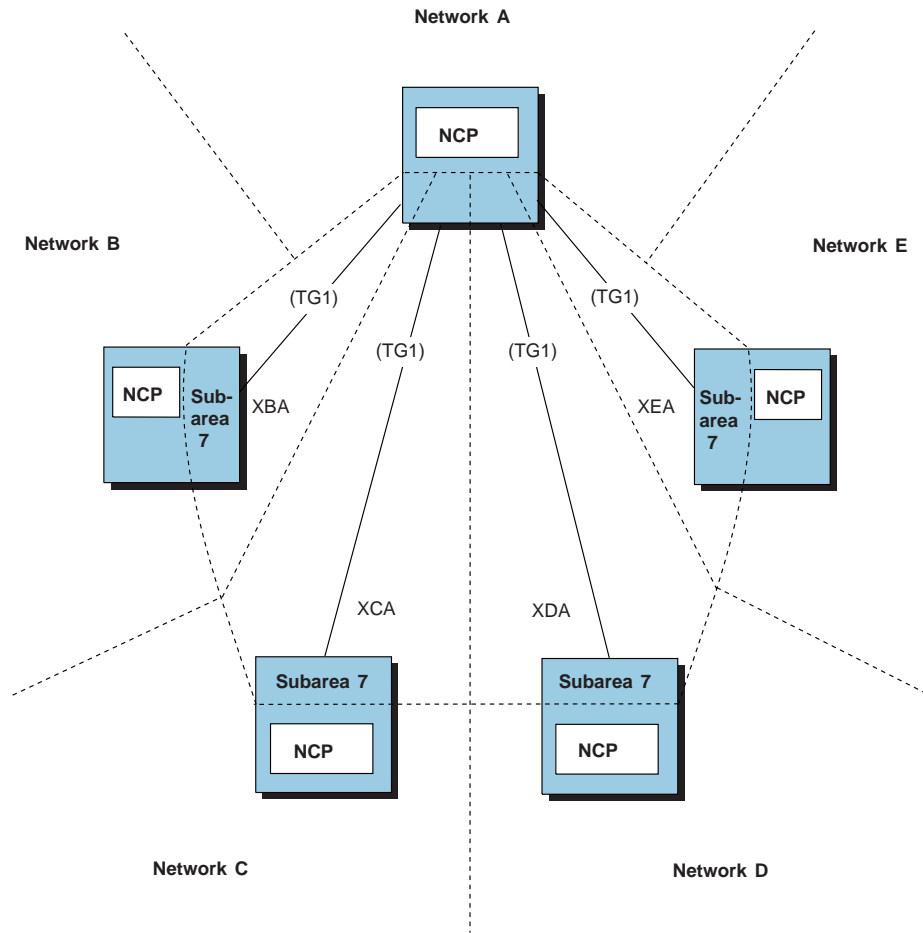 Network A
NCP
Network B
Network E
(TG1)
(TG1)
(TG1)
(TG1)
NCP
Sub-
area
7
XBA
XEA
Sub-
area
7
NCP
XCA
XDA
Subarea 7
Subarea 7
NCP
NCP
Network C
Network D